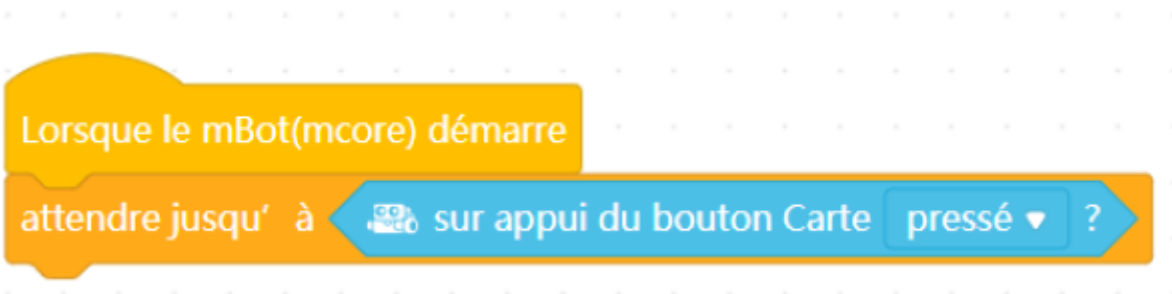 Lorsque le mBot(mcore) démarre
attendre jusqu’ à sur appui du bouton Carte pressé ?